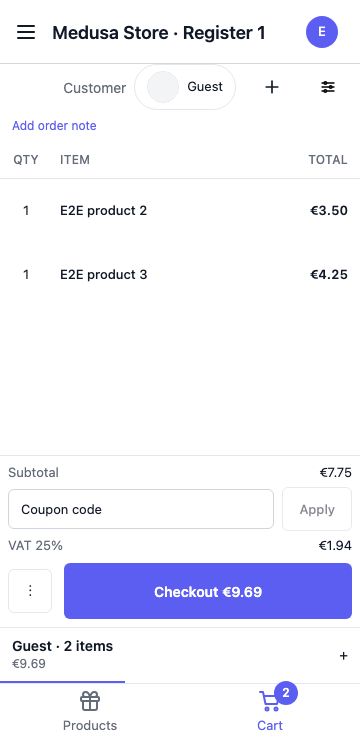 Medusa Store · Register 1
E
Customer
Guest
+
Add order note
QTY ITEM TOTAL
1 E2E product 2 €3.50
1 E2E product 3 €4.25
Subtotal €7.75
Coupon code Apply
VAT 25% €1.94
⋮ Checkout €9.69
Guest · 2 items
€9.69
+
2
Products Cart